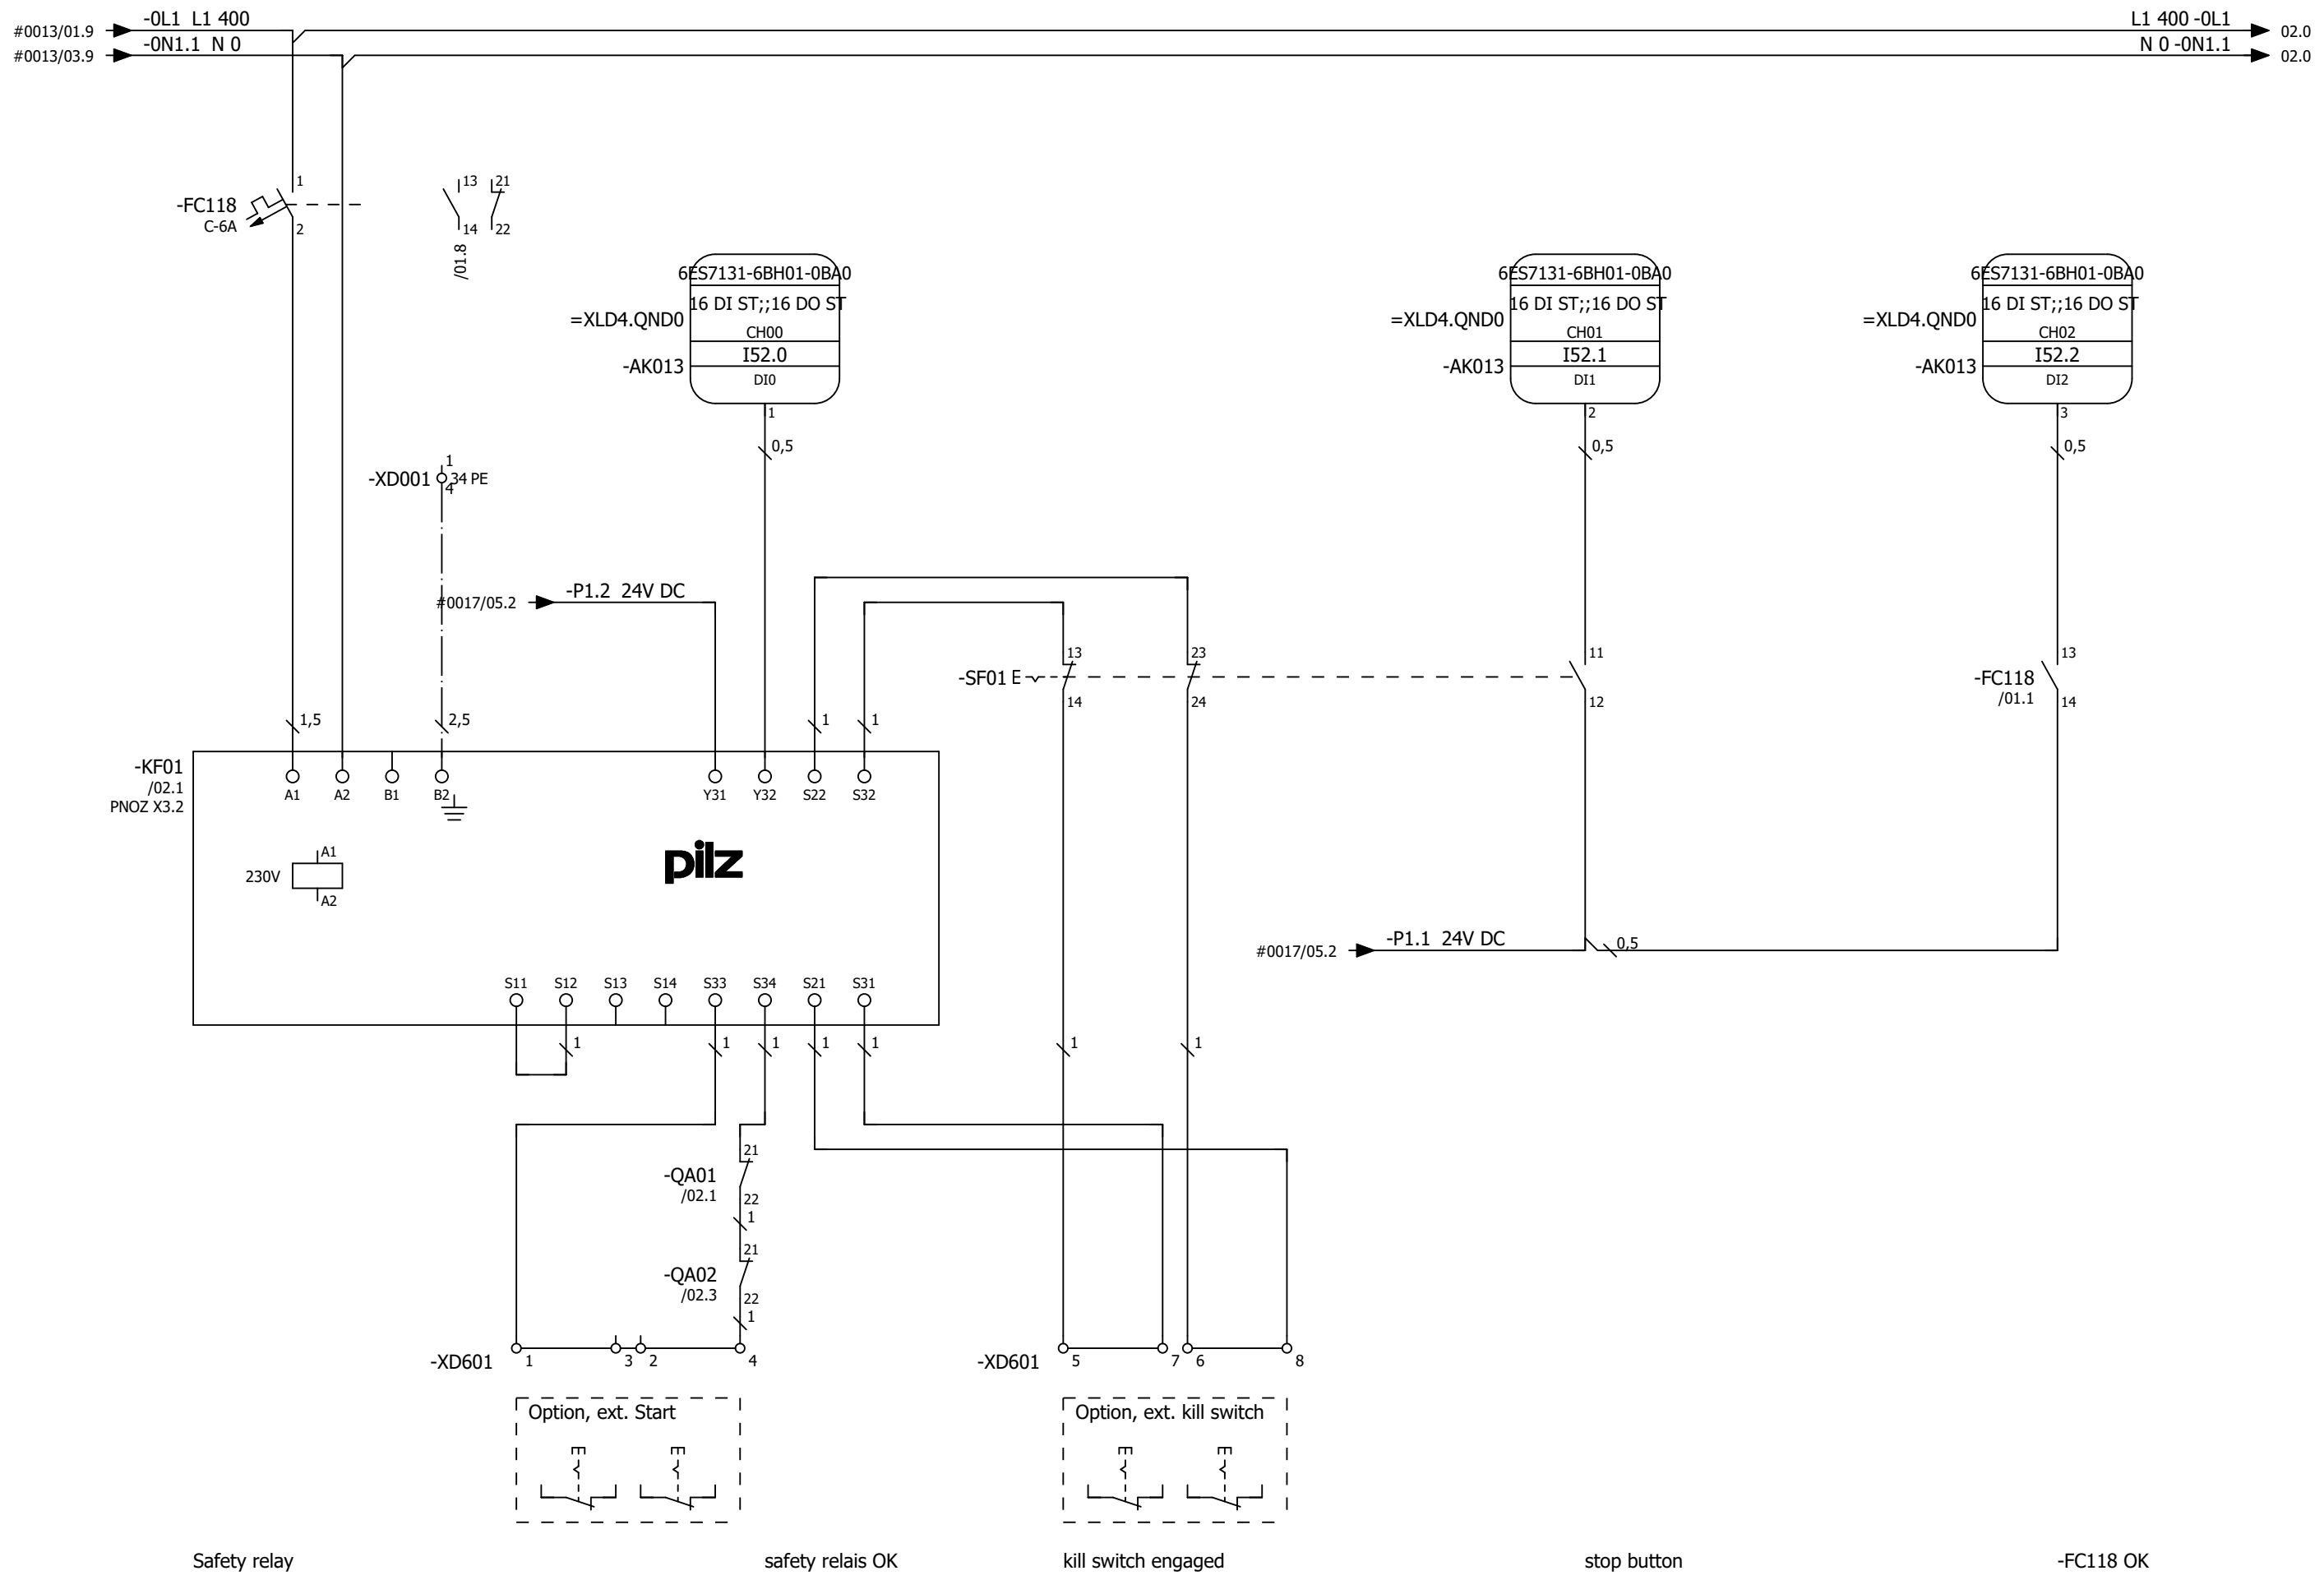 -0L1 L1 400
L1 400 -0L1
#0013/01.9
02.0
-0N1.1 N 0
N 0 -0N1.1
#0013/03.9
02.0
1
13
21
-FC118
C-6A
2
14
22
/01.8
6ES7131-6BH01-0BA0
16 DI ST;;16 DO ST
=XLD4.QND0
CH00
I52.0
-AK013
DI0
1
0,5
6ES7131-6BH01-0BA0
16 DI ST;;16 DO ST
=XLD4.QND0
CH01
I52.1
-AK013
DI1
2
0,5
6ES7131-6BH01-0BA0
16 DI ST;;16 DO ST
=XLD4.QND0
CH02
I52.2
-AK013
DI2
3
0,5
1
-XD001
34 PE
4
-P1.2 24V DC
#0017/05.2
13
23
11
13
-SF01
E
-FC118
/01.1
14
24
12
14
1,5
2,5
1
1
-KF01
/02.1
PNOZ X3.2
A1
A2
B1
B2
Y31
Y32
S22
S32
pilz
A1
230V
A2
-P1.1 24V DC
#0017/05.2
0,5
S11
S12
S13
S14
S33
S34
S21
S31
1
1
1
1
1
1
1
21
-QA01
/02.1
22
1
21
-QA02
/02.3
22
1
-XD601
1
3
2
4
-XD601
5
7
6
8
Option, ext. Start
Option, ext. kill switch
Safety relay
safety relais OK
kill switch engaged
stop button
-FC118 OK